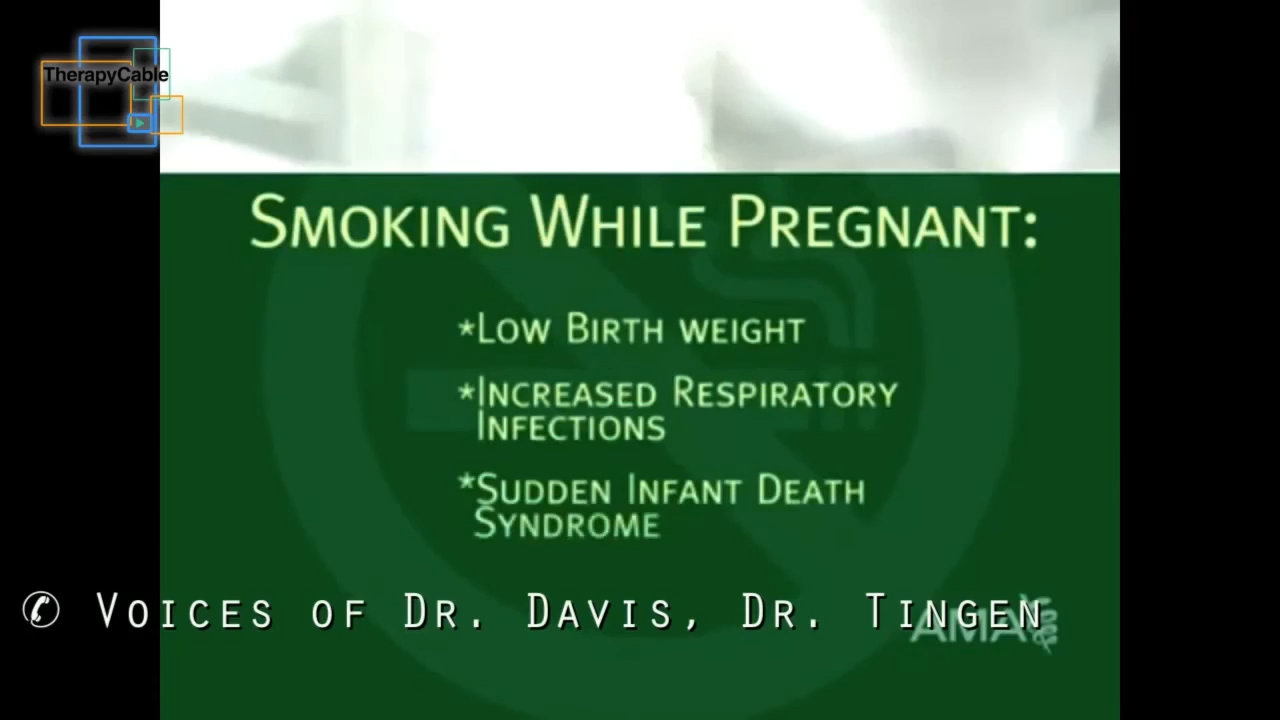 TherapyCable
Smoking While Pregnant:
*Low Birth weight
*Increased Respiratory
Infections
*Sudden Infant Death
Syndrome
✆ Voices of Dr. Davis, Dr. Tingen
AMA